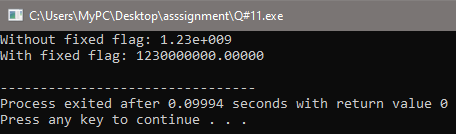 C:\Users\MyPC\Desktop\asssignment\Q#11.exe
Without fixed flag: 1.23e+009
With fixed flag: 1230000000.00000
--------------------------------
Process exited after 0.09994 seconds with return value 0
Press any key to continue . . .